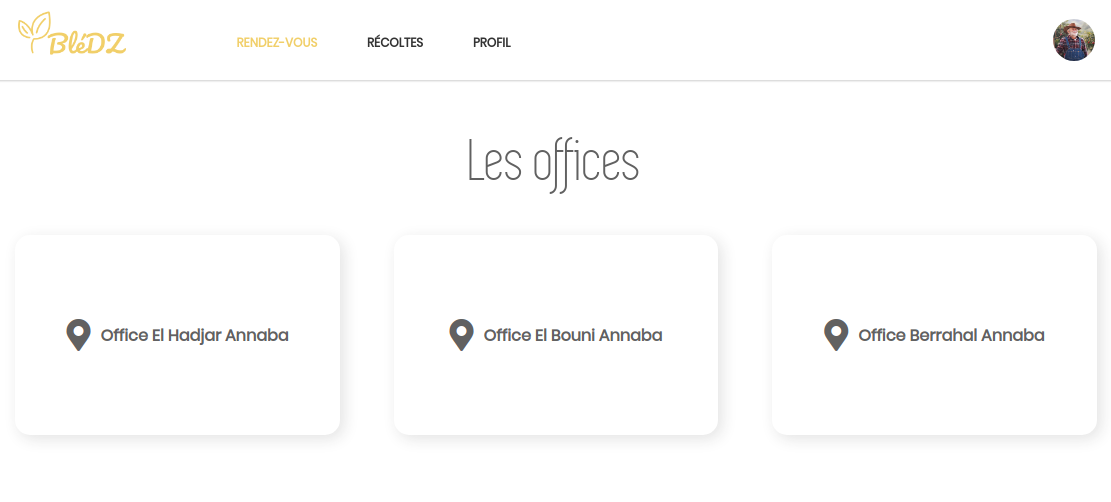 BléDZ
RENDEZ-VOUS RÉCOLTES PROFIL
Les offices
Office El Hadjar Annaba
Office El Bouni Annaba
Office Berrahal Annaba